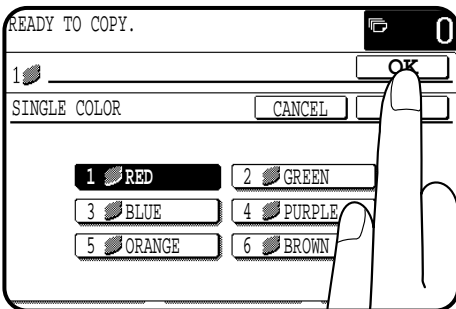 READY TO COPY. 0
1 OK
SINGLE COLOR CANCEL
1 RED 2 GREEN
3 BLUE 4 PURPLE
5 ORANGE 6 BROWN